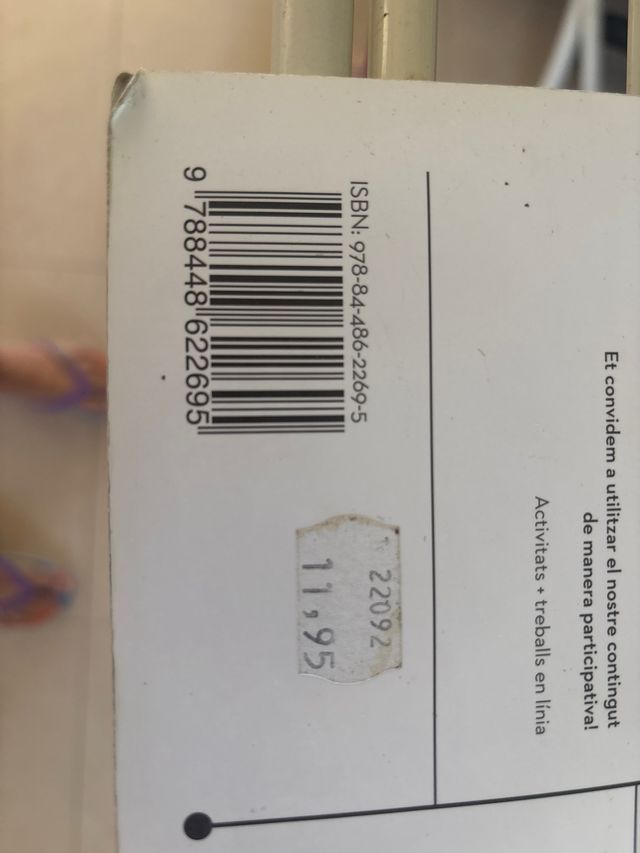 Et convidem a utilitzar el nostre contingut
de manera participativa!
Activitats + treballs en línia
ISBN: 978-84-486-2269-5
9 788448 622695
22092
11,95